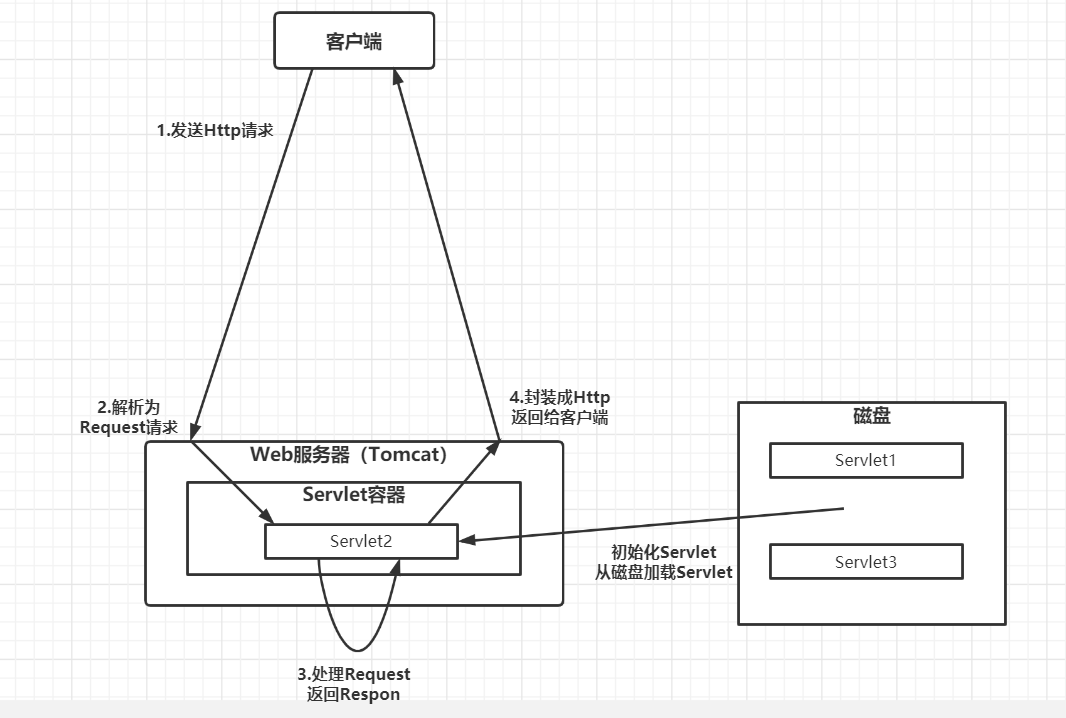 客户端
1.发送Http请求
2.解析为
Request请求
4.封装成Http
返回给客户端
Web服务器（Tomcat）
Servlet容器
Servlet2
3.处理Request
返回Respon
初始化Servlet
从磁盘加载Servlet
磁盘
Servlet1
Servlet3